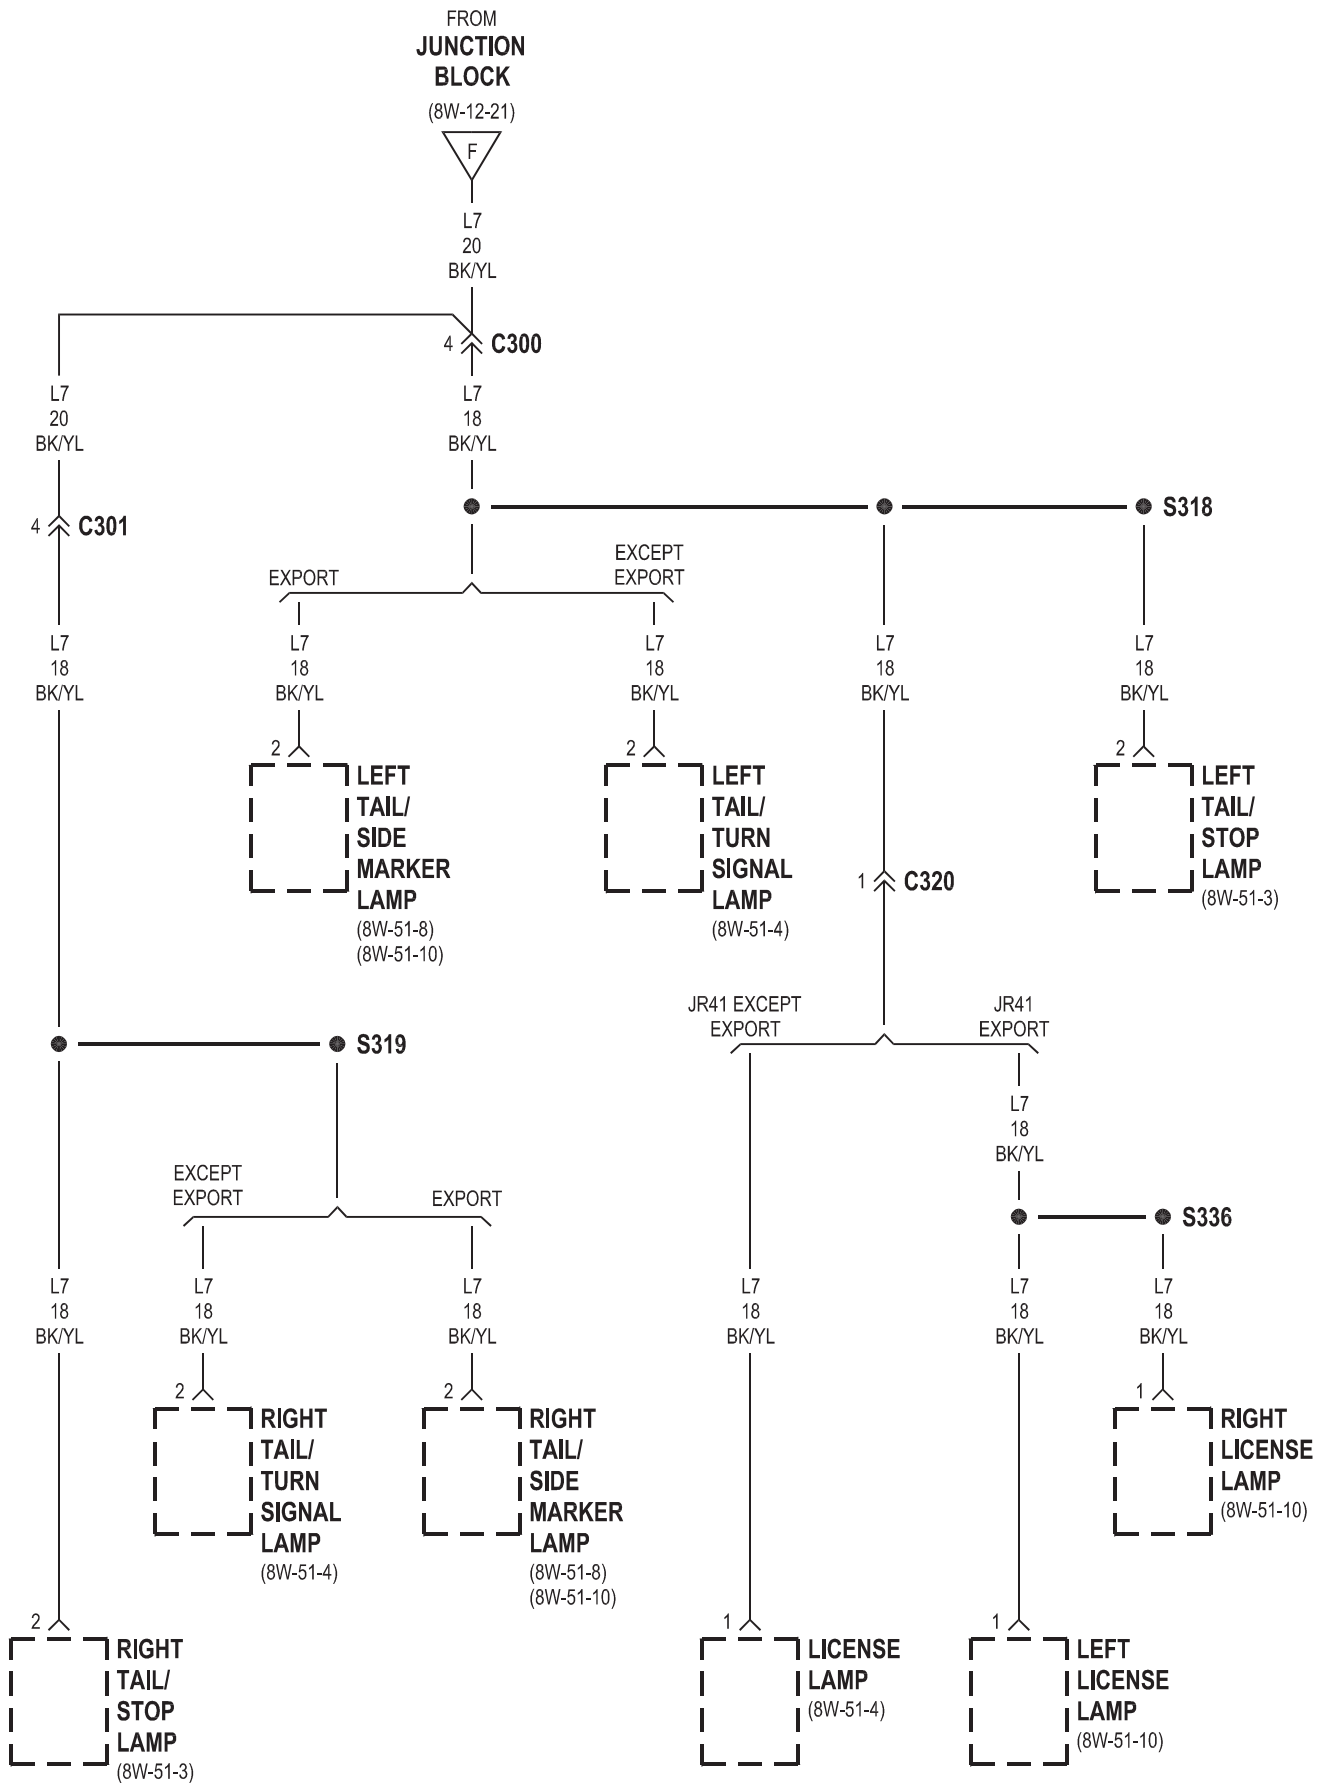 FROM
JUNCTION
BLOCK
(8W-12-21)
F
L7
20
BK/YL
4
C300
L7
20
BK/YL
L7
18
BK/YL
4
C301
S318
EXPORT
EXCEPT
EXPORT
L7
18
BK/YL
L7
18
BK/YL
L7
18
BK/YL
L7
18
BK/YL
L7
18
BK/YL
2
LEFT
TAIL/
SIDE
MARKER
LAMP
(8W-51-8)
(8W-51-10)
2
LEFT
TAIL/
TURN
SIGNAL
LAMP
(8W-51-4)
1
C320
2
LEFT
TAIL/
STOP
LAMP
(8W-51-3)
JR41 EXCEPT
EXPORT
JR41
EXPORT
S319
L7
18
BK/YL
EXCEPT
EXPORT
EXPORT
S336
L7
18
BK/YL
L7
18
BK/YL
L7
18
BK/YL
L7
18
BK/YL
L7
18
BK/YL
L7
18
BK/YL
2
RIGHT
TAIL/
TURN
SIGNAL
LAMP
(8W-51-4)
2
RIGHT
TAIL/
SIDE
MARKER
LAMP
(8W-51-8)
(8W-51-10)
1
RIGHT
LICENSE
LAMP
(8W-51-10)
2
RIGHT
TAIL/
STOP
LAMP
(8W-51-3)
1
LICENSE
LAMP
(8W-51-4)
1
LEFT
LICENSE
LAMP
(8W-51-10)